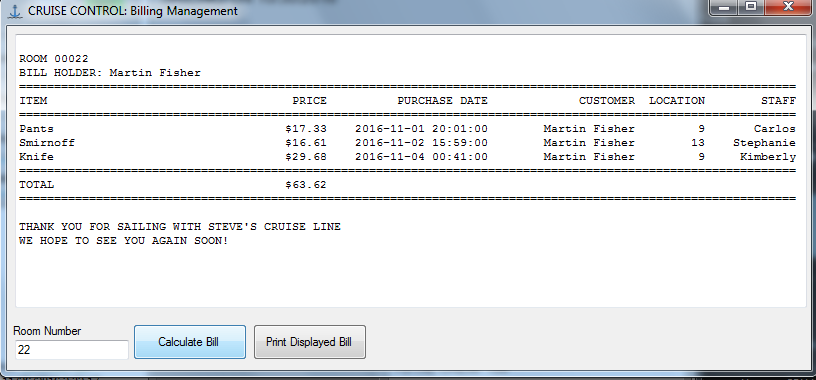 CRUISE CONTROL: Billing Management
ROOM 00022
BILL HOLDER: Martin Fisher
ITEM PRICE PURCHASE DATE CUSTOMER LOCATION STAFF
Pants $17.33 2016-11-01 20:01:00 Martin Fisher 9 Carlos
Smirnoff $16.61 2016-11-02 15:59:00 Martin Fisher 13 Stephanie
Knife $29.68 2016-11-04 00:41:00 Martin Fisher 9 Kimberly
TOTAL $63.62
THANK YOU FOR SAILING WITH STEVE'S CRUISE LINE
WE HOPE TO SEE YOU AGAIN SOON!
Room Number
22
Calculate Bill
Print Displayed Bill